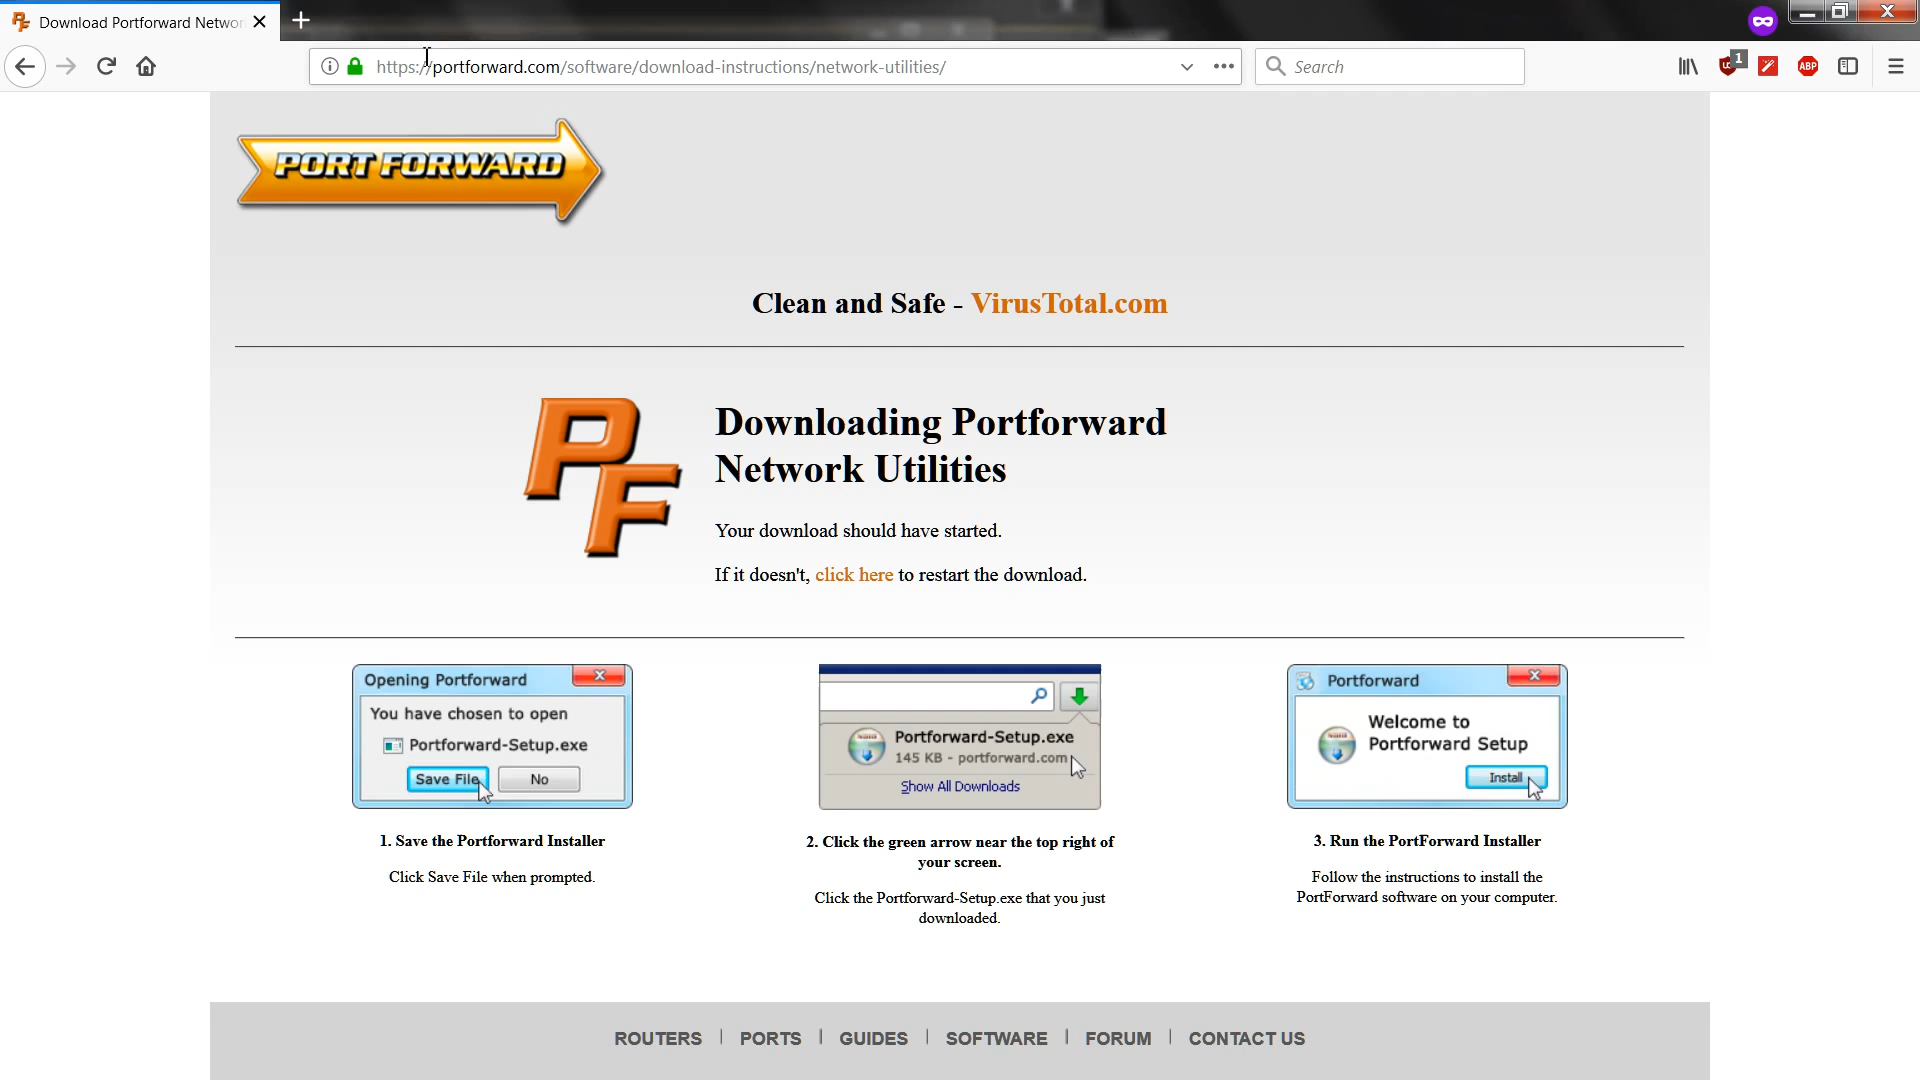 Download Portforward Networ
https://portforward.com/software/download-instructions/network-utilities/
Search
1
ABP
PORT FORWARD
Clean and Safe - VirusTotal.com
PF
Downloading Portforward
Network Utilities
Your download should have started.
If it doesn't, click here to restart the download.
Opening Portforward
You have chosen to open
Portforward-Setup.exe
Save File
No
1. Save the Portforward Installer
Click Save File when prompted.
Portforward-Setup.exe
145 KB - portforward.com
Show All Downloads
2. Click the green arrow near the top right of
your screen.
Click the Portforward-Setup.exe that you just
downloaded.
Portforward
Welcome to
Portforward Setup
Install
3. Run the PortForward Installer
Follow the instructions to install the
PortForward software on your computer.
ROUTERS | PORTS | GUIDES | SOFTWARE | FORUM | CONTACT US